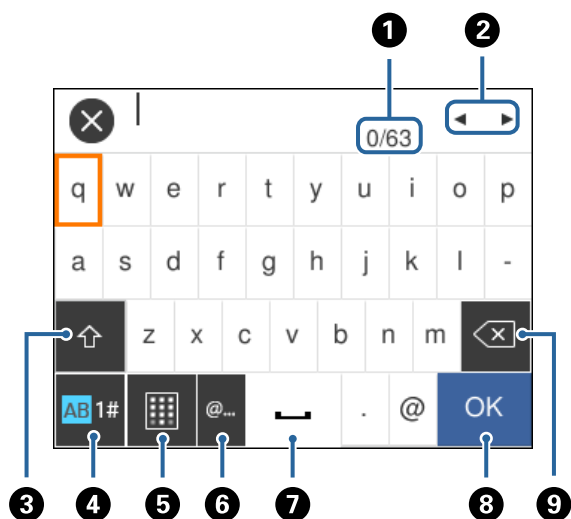 1 2
0/63
q w e r t y u i o p
a s d f g h j k l -
z x c v b n m
AB 1# @... . @ OK
3 4 5 6 7 8 9